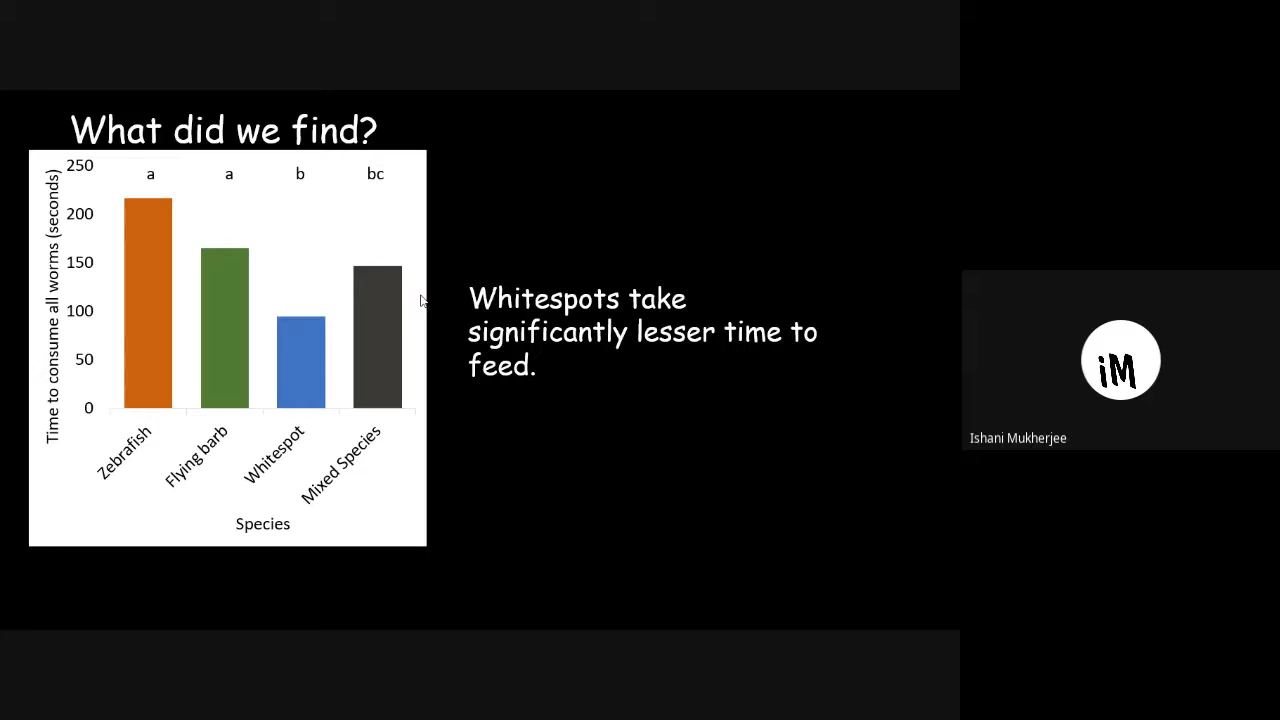 What did we find?
Time to consume all worms (seconds)
250
200
150
100
50
0
a a b bc
Zebrafish
Flying barb
Whitespot
Mixed Species
Species
Whitespots take
significantly lesser time to
feed.
iM
Ishani Mukherjee